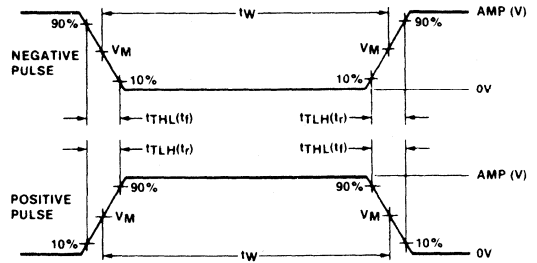 tW
AMP (V)
90%
90%
VM
VM
NEGATIVE
PULSE
10%
10%
0V
tTHL(tf)
tTLH(tr)
tTLH(tr)
tTHL(tf)
AMP (V)
90%
90%
POSITIVE
PULSE
VM
VM
10%
10%
tW
0V